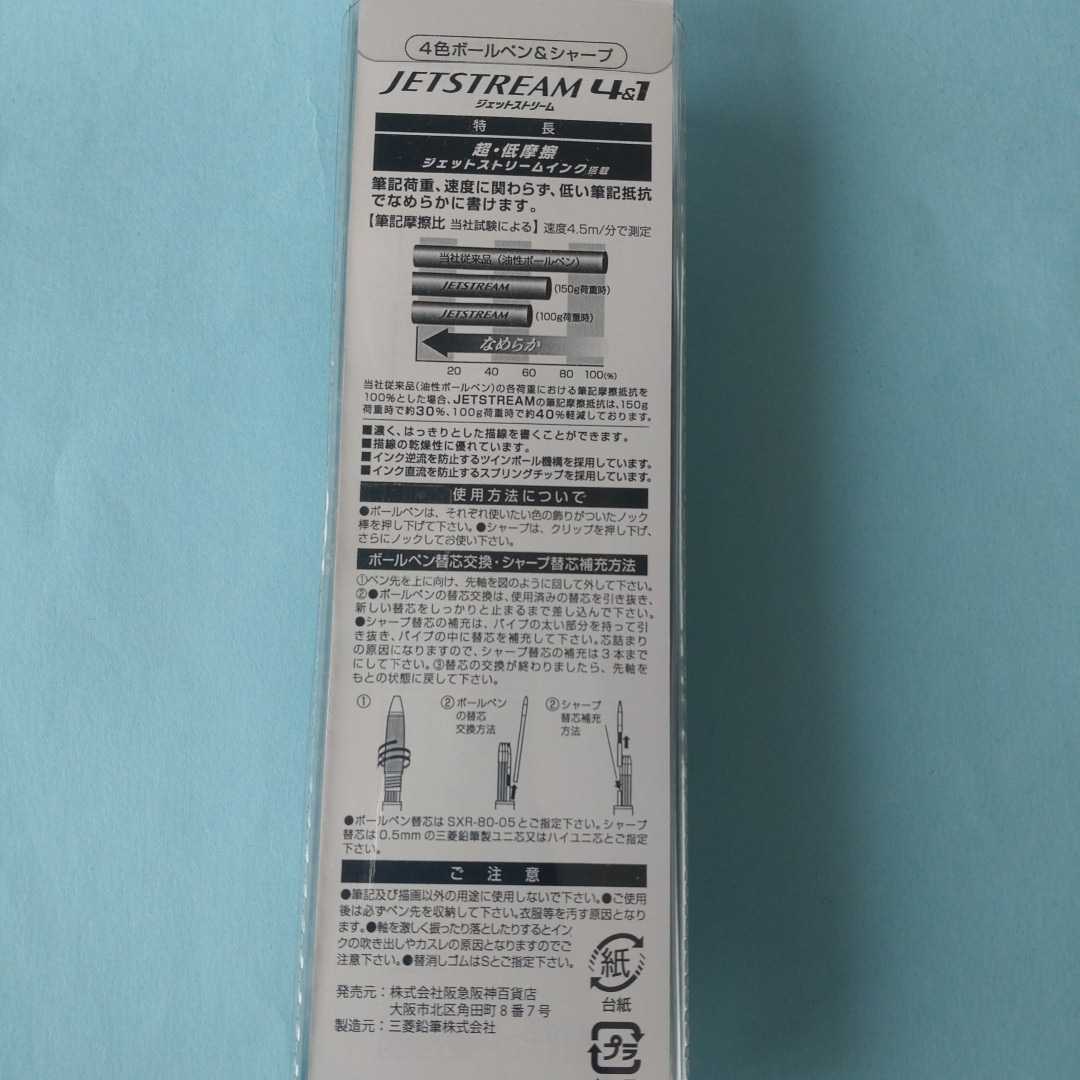 4色ボールペン&シャープ
JETSTREAM 4&1
ジェットストリーム
特 長
超・低摩擦
ジェットストリームインク搭載
筆記荷重、速度に関わらず、低い筆記抵抗
でなめらかに書けます。
【筆記摩擦比 当社試験による】速度4.5m/分で測定
当社従来品(油性ボールペン)
JETSTREAM (150g荷重時)
JETSTREAM (100g荷重時)
なめらか
20 40 60 80 100(%)
当社従来品(油性ボールペン)の各荷重における筆記摩擦抵抗を
100%とした場合、JETSTREAMの筆記摩擦抵抗は、150g
荷重時で約30%、100g荷重時で約40%軽減しております。
■濃く、はっきりとした描線を書くことができます。
■描線の乾燥性に優れています。
■インク逆流を防止するツインボール機構を採用しています。
■インク直流を防止するスプリングチップを採用しています。
使用方法について
●ボールペンは、それぞれ使いたい色の飾りがついたノック
棒を押し下げて下さい。●シャープは、クリップを押し下げ、
さらにノックしてお使い下さい。
ボールペン替芯交換・シャープ替芯補充方法
①ペン先を上に向け、先軸を図のように回して外して下さい。
②●ボールペンの替芯交換は、使用済みの替芯を引き抜き、
新しい替芯をしっかりと止まるまで差し込んで下さい。
●シャープ替芯の補充は、パイプの太い部分を持って引
き抜き、パイプの中に替芯を補充して下さい。芯詰まり
の原因になりますので、シャープ替芯の補充は3本まで
にして下さい。③替芯の交換が終わりましたら、先軸を
もとの状態に戻して下さい。
①
②ボールペン
の替芯
交換方法
②シャープ
替芯補充
方法
●ボールペン替芯はSXR-80-05とご指定下さい。シャープ
替芯は0.5mmの三菱鉛筆製ユニ芯又はハイユニ芯とご指定
下さい。
ご 注 意
●筆記及び描画以外の用途に使用しないで下さい。●ご使用
後は必ずペン先を収納して下さい。衣服等を汚す原因となり
ます。●軸を激しく振ったり落としたりするとイン
クの吹き出しやカスレの原因となりますのでご
注意下さい。●替消しゴムはSとご指定下さい。
紙
台紙
発売元：株式会社阪急阪神百貨店
大阪市北区角田町8番7号
製造元：三菱鉛筆株式会社
プラ